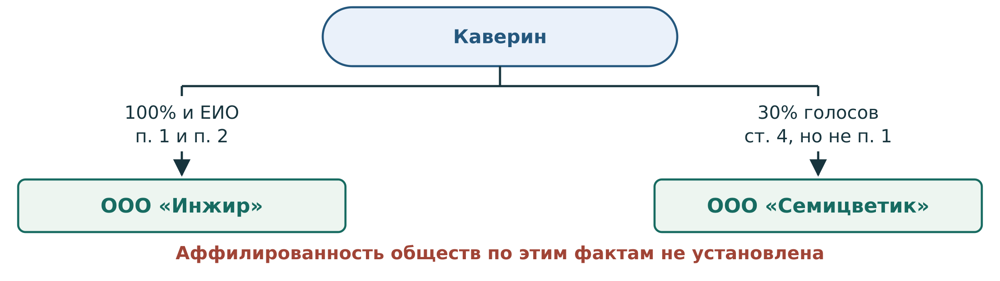 Каверин
100% и ЕИО
п. 1 и п. 2
30% голосов
ст. 4, но не п. 1
ООО «Инжир»
ООО «Семицветик»
Аффилированность обществ по этим фактам не установлена